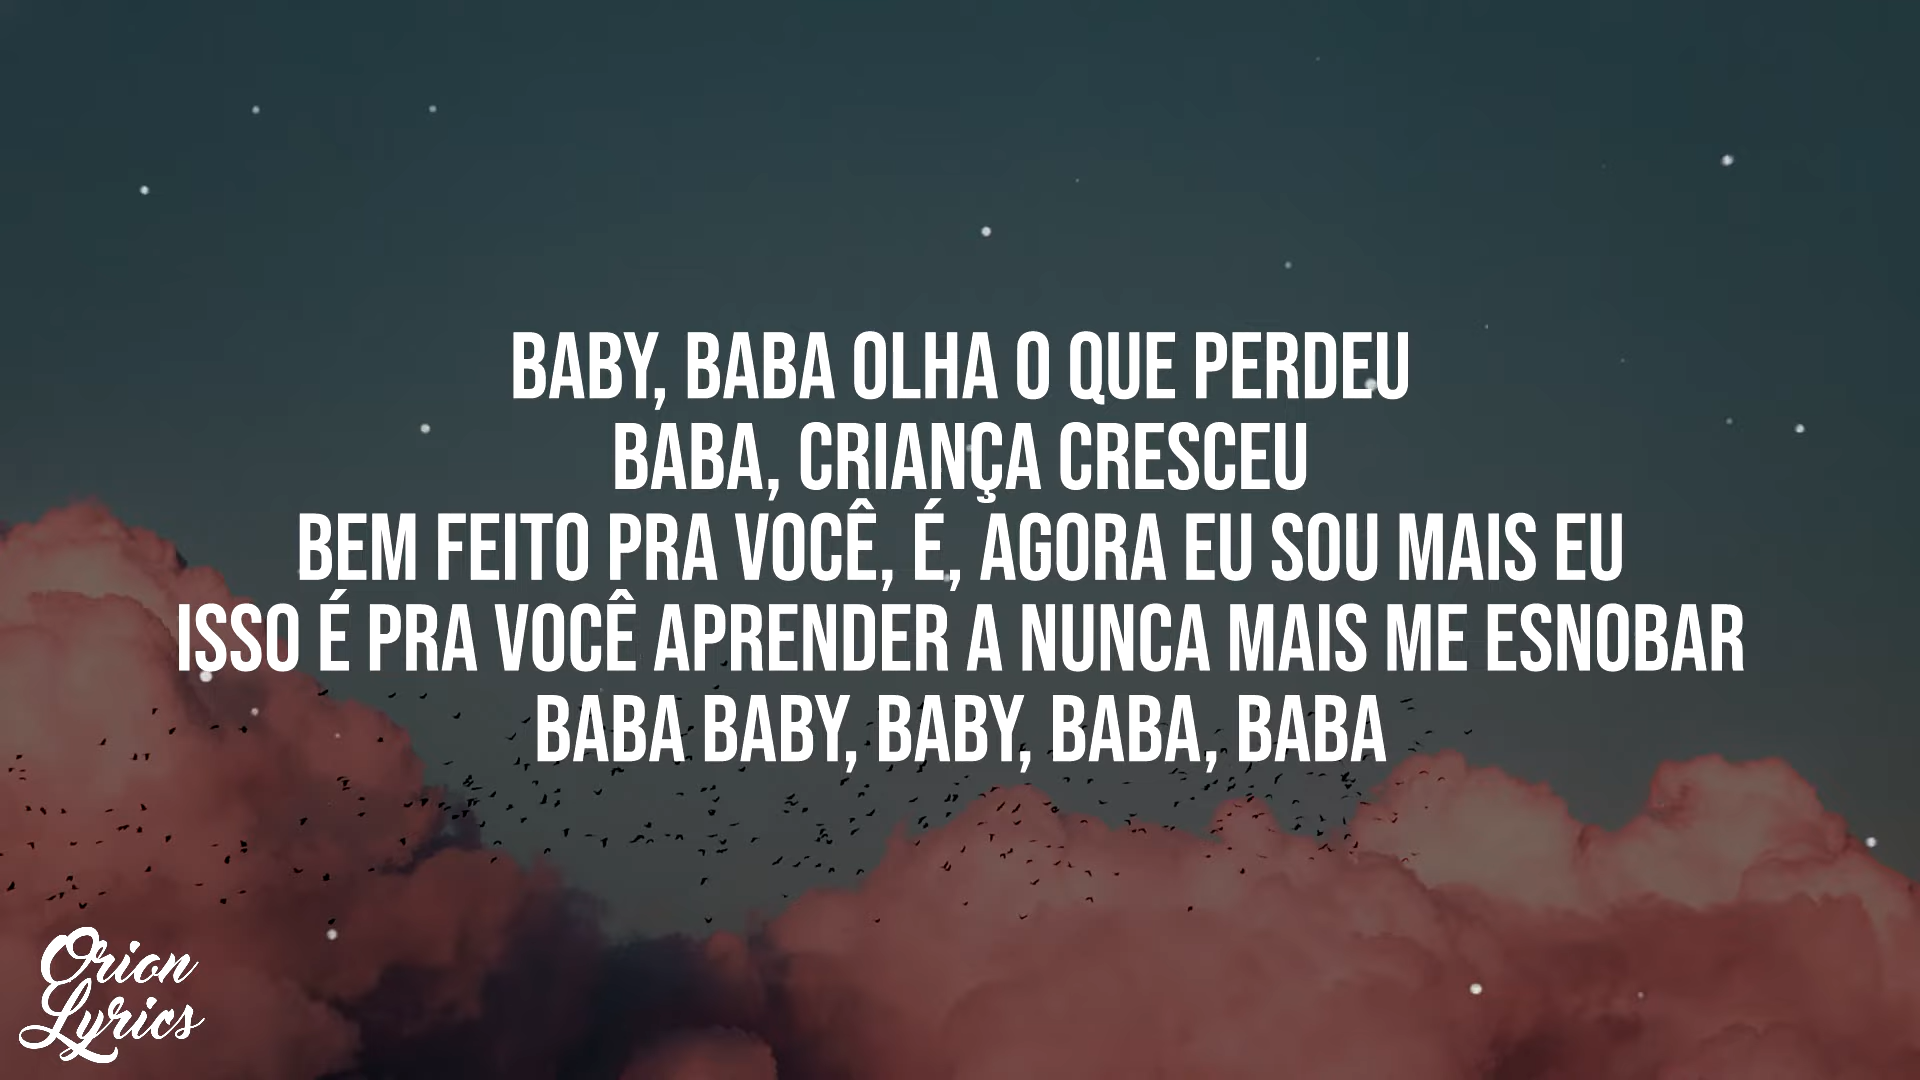 BABY, BABA OLHA O QUE PERDEU
BABA, CRIANÇA CRESCEU
BEM FEITO PRA VOCÊ, É, AGORA EU SOU MAIS EU
ISSO É PRA VOCÊ APRENDER A NUNCA MAIS ME ESNOBAR
BABA BABY, BABY, BABA, BABA
Orion
Lyrics